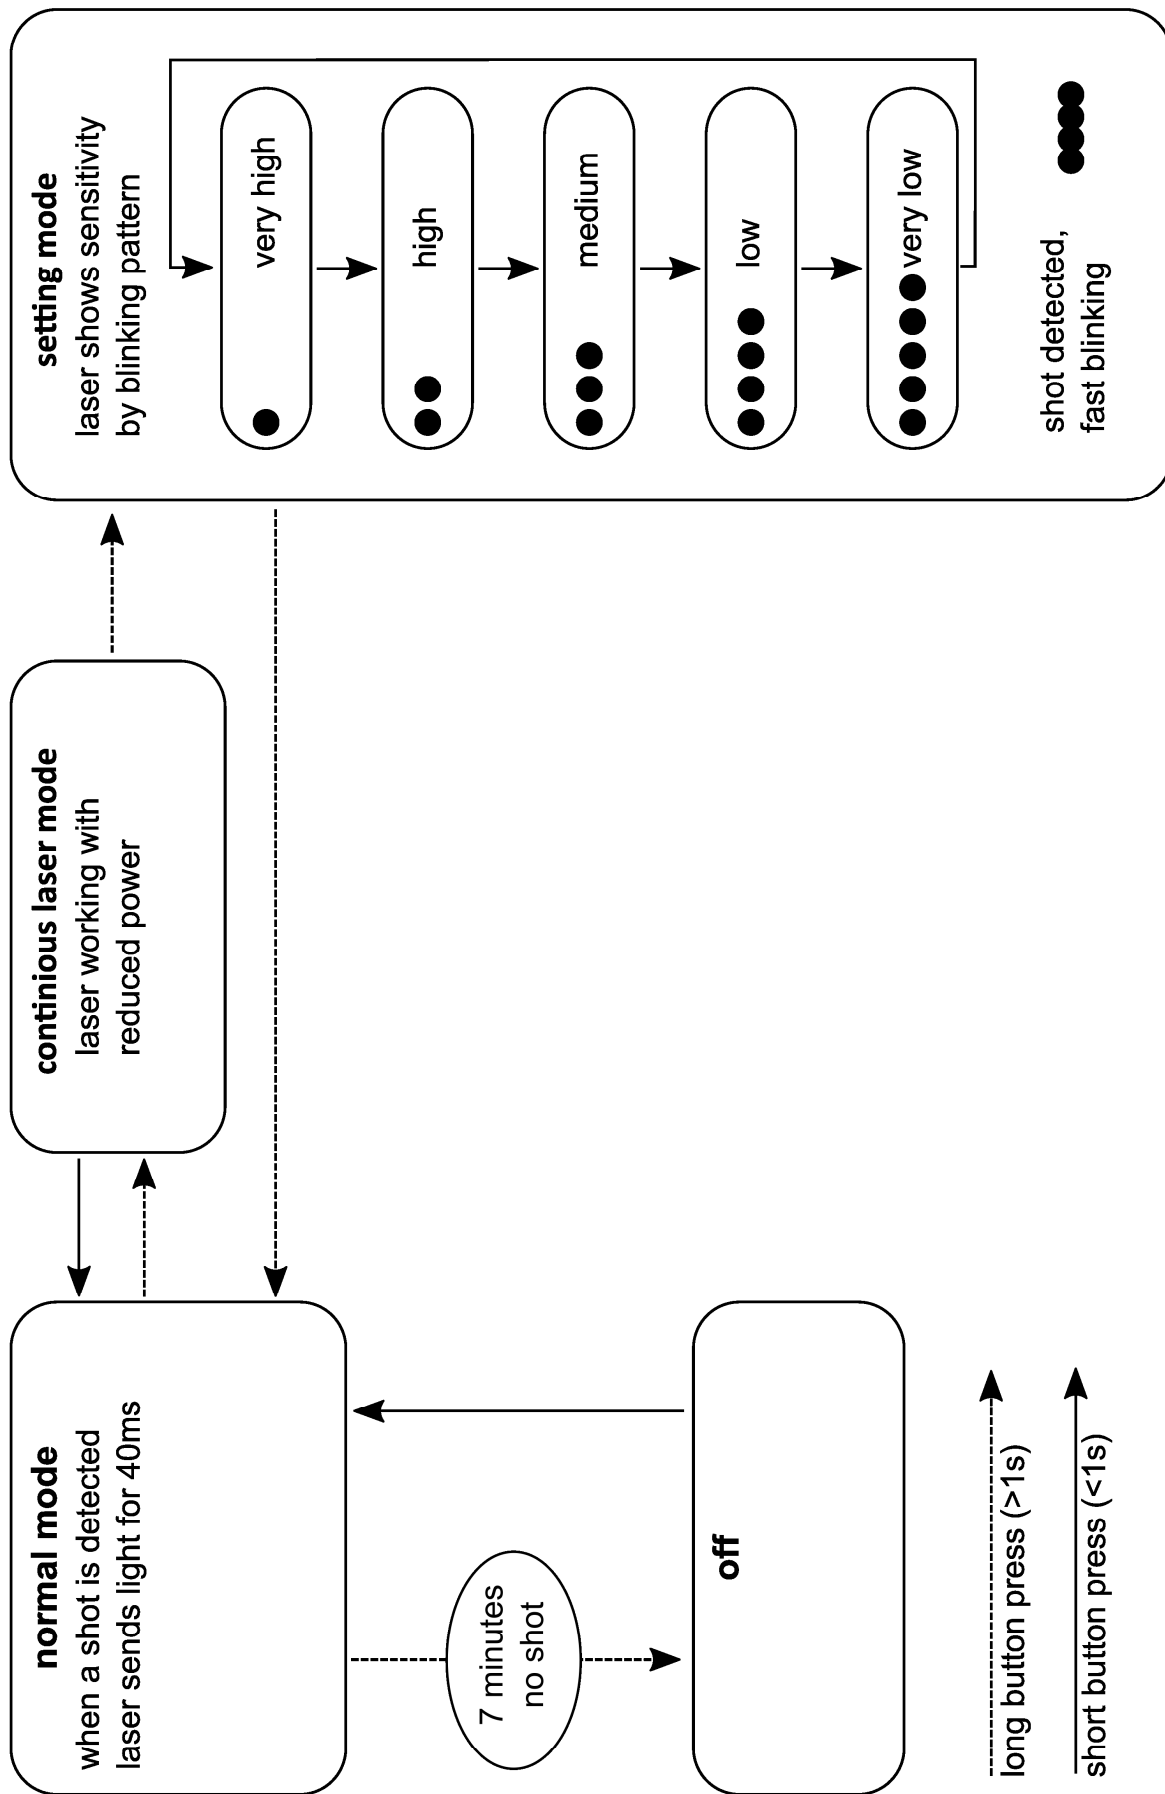 normal mode
when a shot is detected
laser sends light for 40ms
continious laser mode
laser working with
reduced power
setting mode
laser shows sensitivity
by blinking pattern
very high
high
medium
low
very low
shot detected,
fast blinking
7 minutes
no shot
off
long button press (>1s)
short button press (<1s)